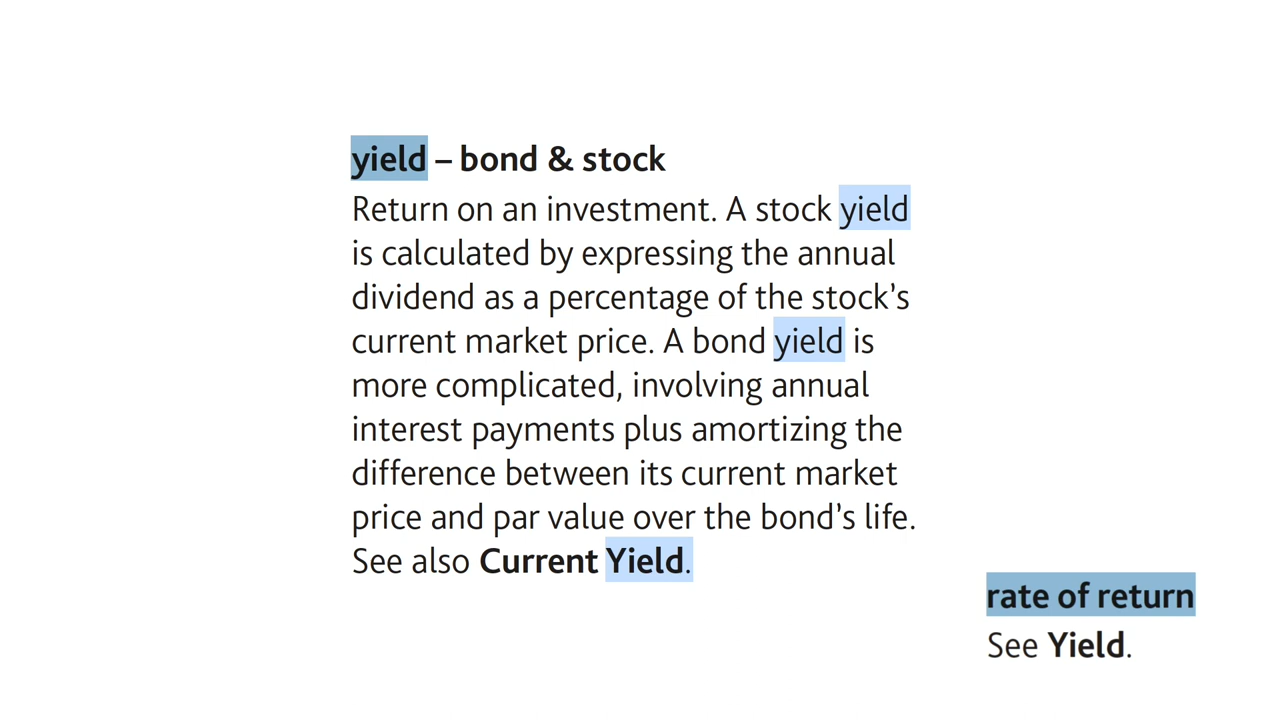 yield – bond & stock
Return on an investment. A stock yield
is calculated by expressing the annual
dividend as a percentage of the stock’s
current market price. A bond yield is
more complicated, involving annual
interest payments plus amortizing the
difference between its current market
price and par value over the bond’s life.
See also Current Yield.
rate of return
See Yield.